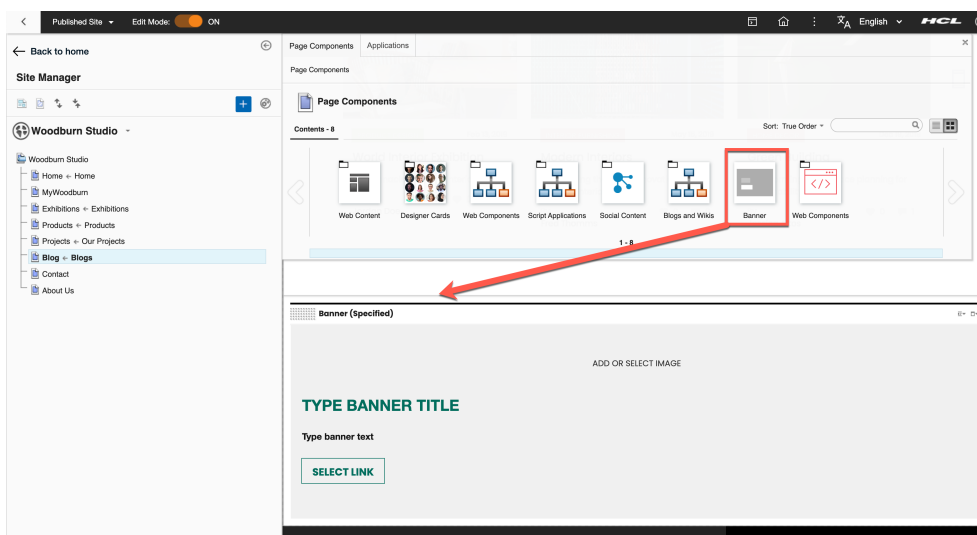 Published Site Edit Mode: ON English HCL
Back to home
Site Manager
Woodburn Studio
Woodburn Studio
Home ← Home
MyWoodburn
Exhibitions ← Exhibitions
Products ← Products
Projects ← Our Projects
Blog ← Blogs
Contact
About Us
Page Components Applications
Page Components
Page Components
Contents - 8 Sort: True Order
Web Content Designer Cards Web Components Script Applications Social Content Blogs and Wikis Banner Web Components
1 - 8
Banner (Specified)
ADD OR SELECT IMAGE
TYPE BANNER TITLE
Type banner text
SELECT LINK